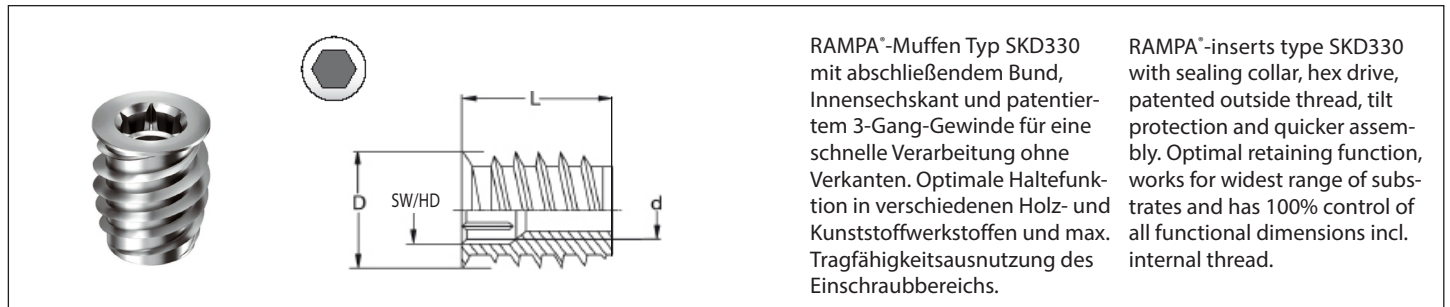 L
D
SW/HD
d
RAMPA®-Muffen Typ SKD330
mit abschließendem Bund,
Innensechskant und patentier-
tem 3-Gang-Gewinde für eine
schnelle Verarbeitung ohne
Verkanten. Optimale Haltefunk-
tion in verschiedenen Holz- und
Kunststoffwerkstoffen und max.
Tragfähigkeitsausnutzung des
Einschraubbereichs.
RAMPA®-inserts type SKD330
with sealing collar, hex drive,
patented outside thread, tilt
protection and quicker assem-
bly. Optimal retaining function,
works for widest range of subs-
trates and has 100% control of
all functional dimensions incl.
internal thread.